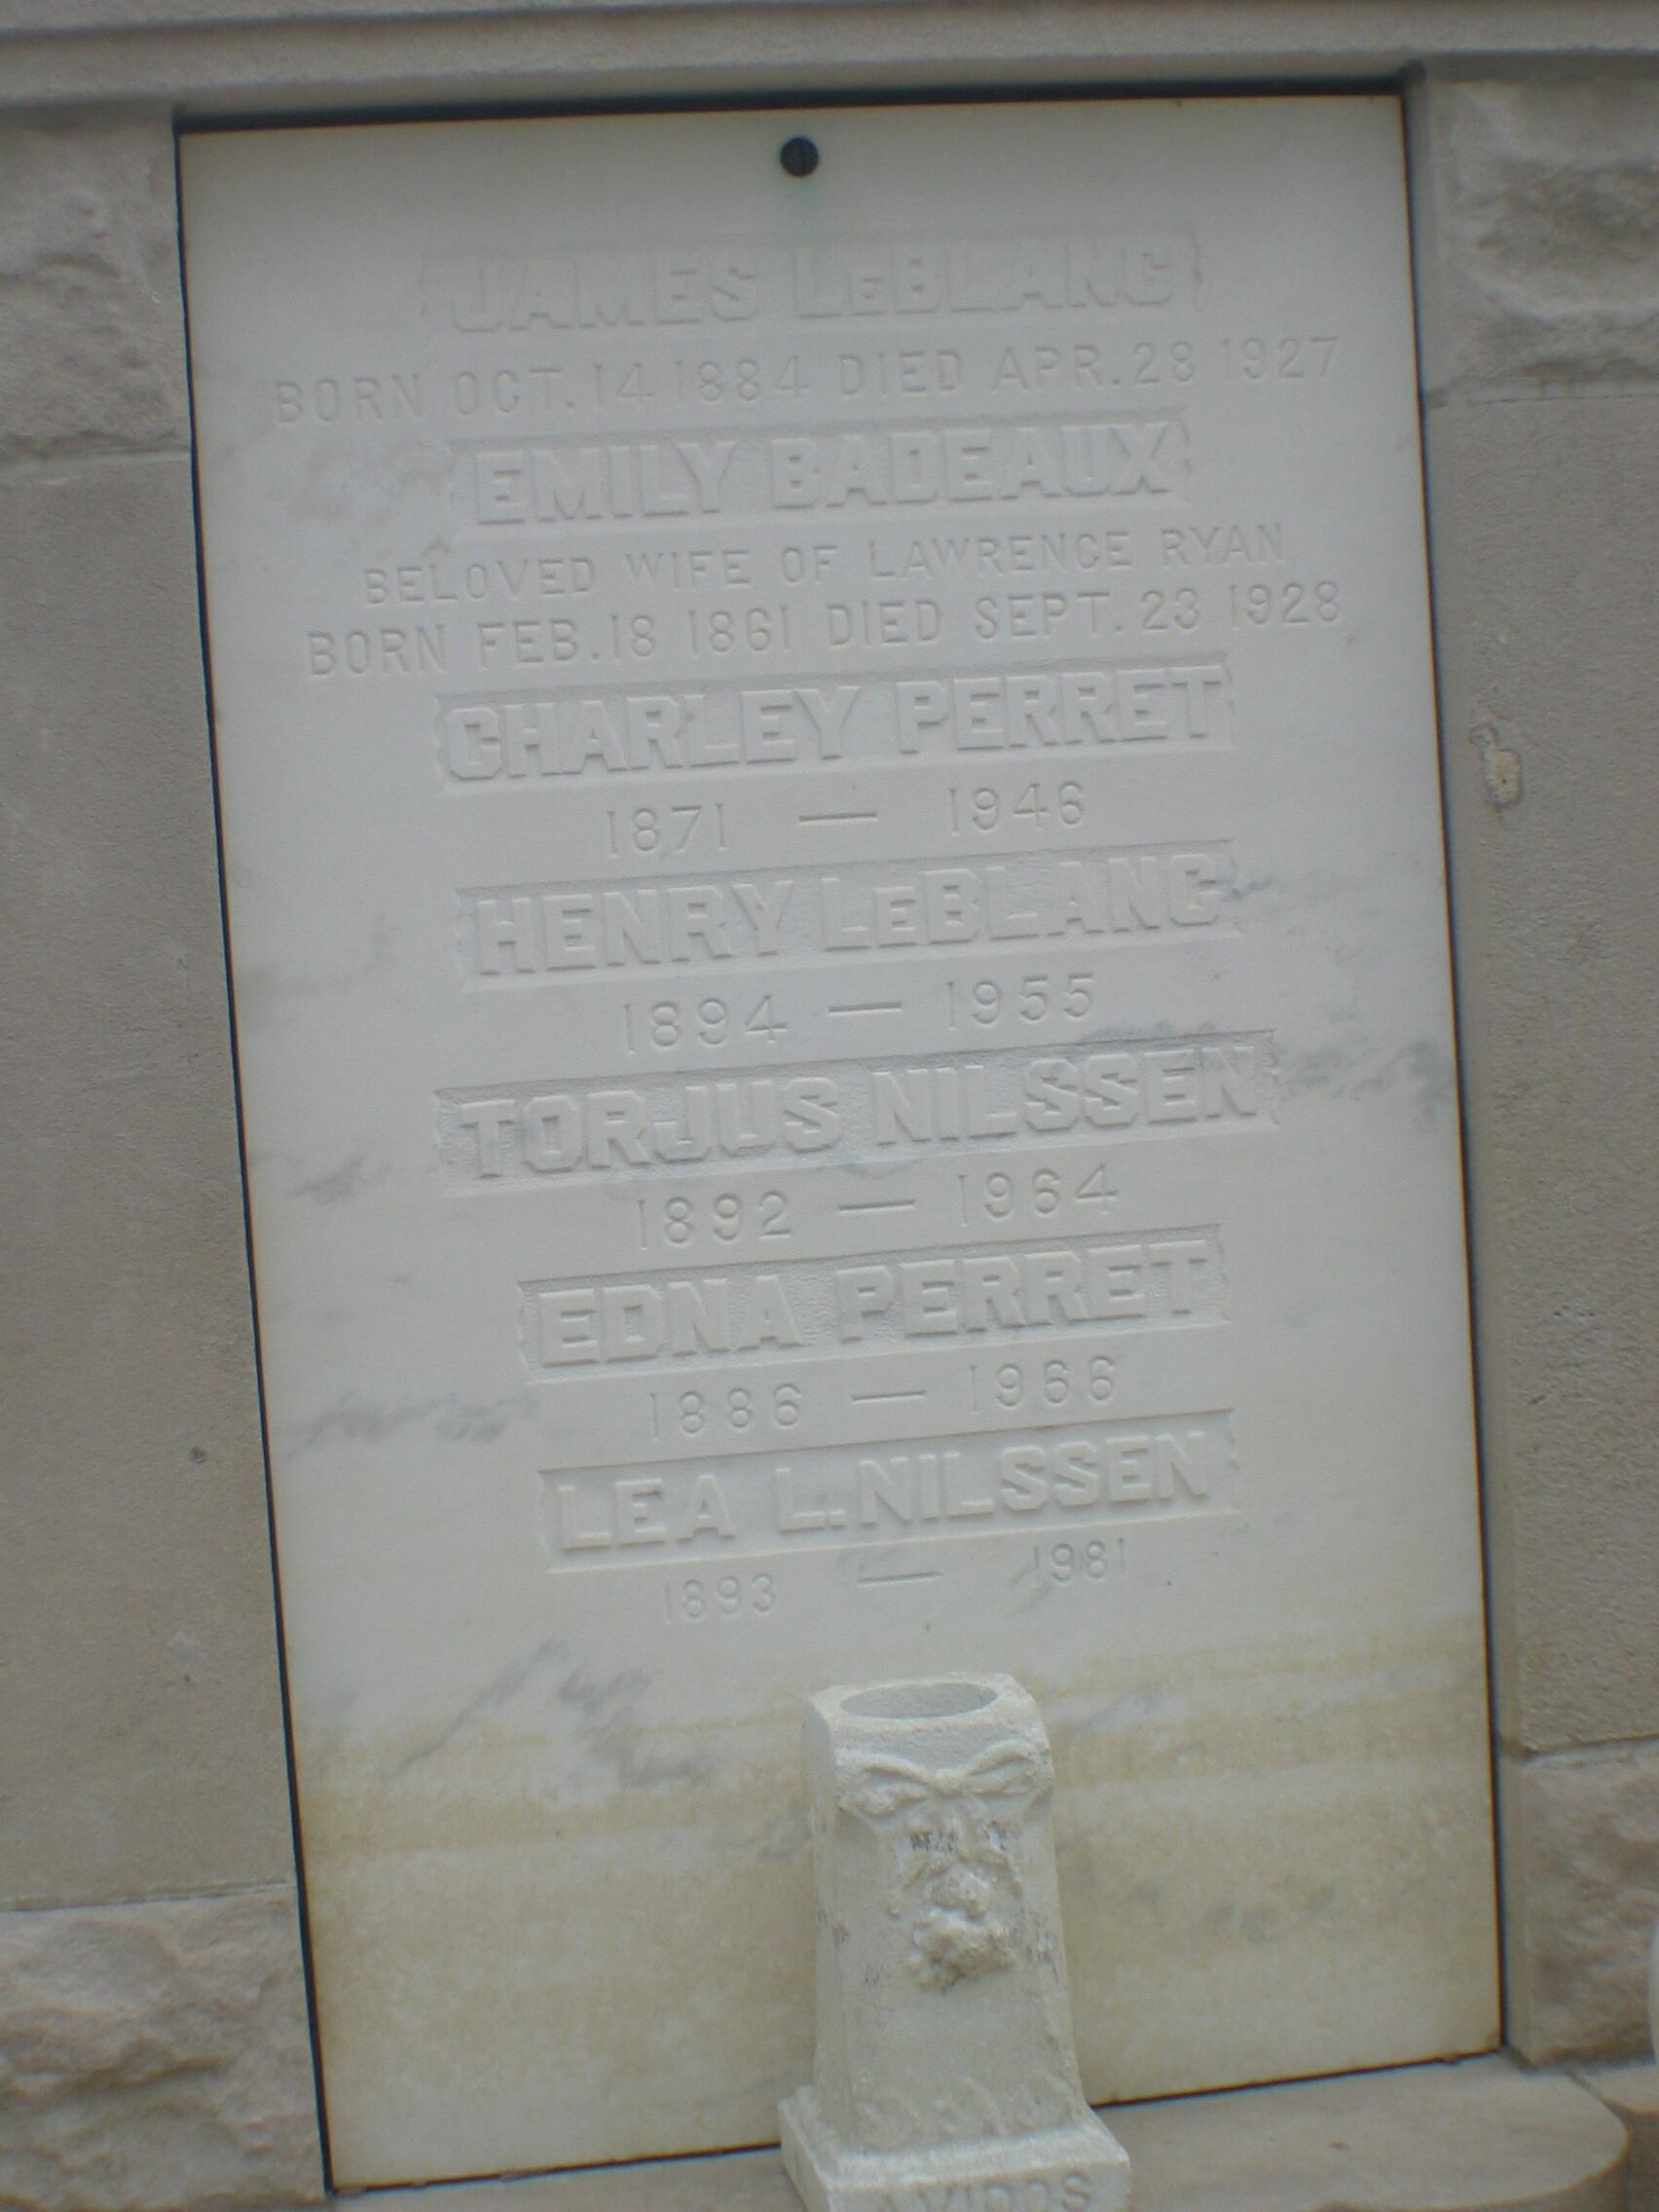 JAMES LEBLANC
BORN OCT. 14 1884 DIED APR. 28 1927
EMILY BADEAUX
BELOVED WIFE OF LAWRENCE RYAN
BORN FEB. 18 1861 DIED SEPT. 23 1928
CHARLEY PERRET
1871 — 1946
HENRY LEBLANC
1894 — 1955
TORJUS NILSSEN
1892 — 1964
EDNA PERRET
1886 — 1966
LEA L. NILSSEN
1893 — 1981